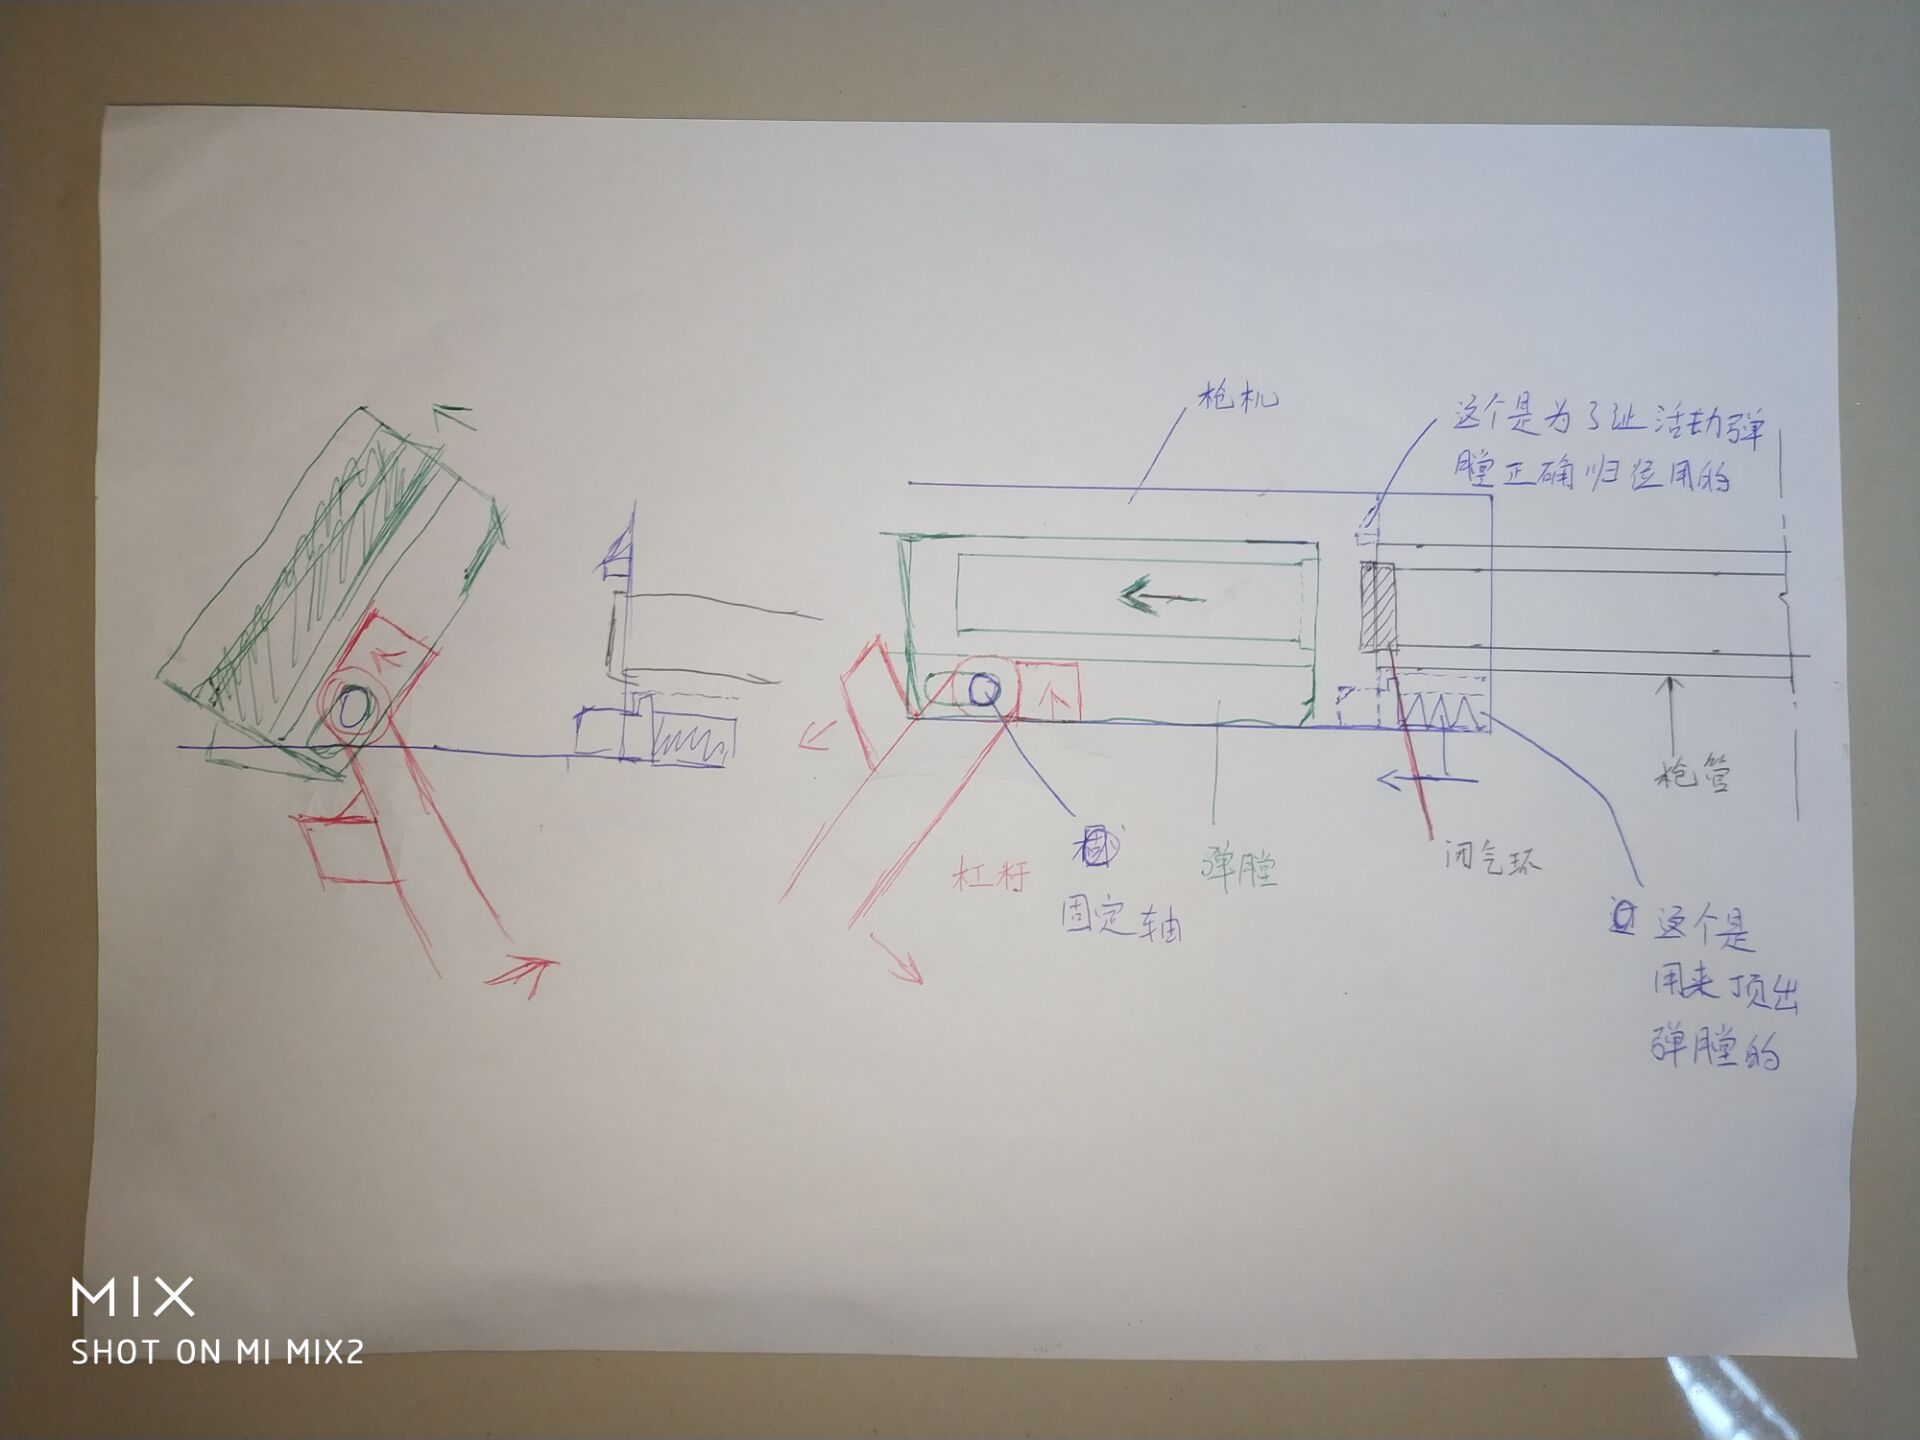 枪机
这个是为了让活动弹
膛正确归位用的
枪管
闭气环
弹膛
杠杆
固定轴
这个是
用来顶出
弹膛的
MIX
SHOT ON MI MIX2